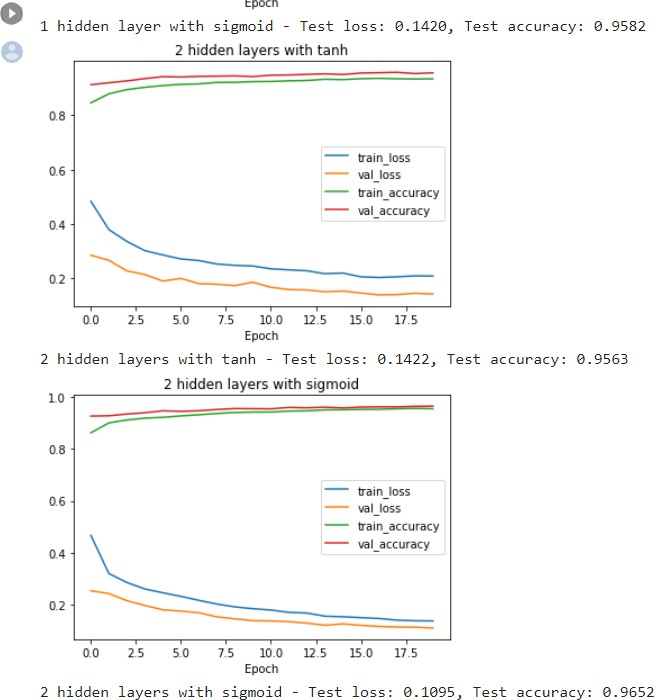 Epoch
1 hidden layer with sigmoid - Test loss: 0.1420, Test accuracy: 0.9582
2 hidden layers with tanh
0.8
0.6
0.4
0.2
train_loss
val_loss
train_accuracy
val_accuracy
0.0 2.5 5.0 7.5 10.0 12.5 15.0 17.5
Epoch
2 hidden layers with tanh - Test loss: 0.1422, Test accuracy: 0.9563
2 hidden layers with sigmoid
1.0
0.8
0.6
0.4
0.2
train_loss
val_loss
train_accuracy
val_accuracy
0.0 2.5 5.0 7.5 10.0 12.5 15.0 17.5
Epoch
2 hidden layers with sigmoid - Test loss: 0.1095, Test accuracy: 0.9652